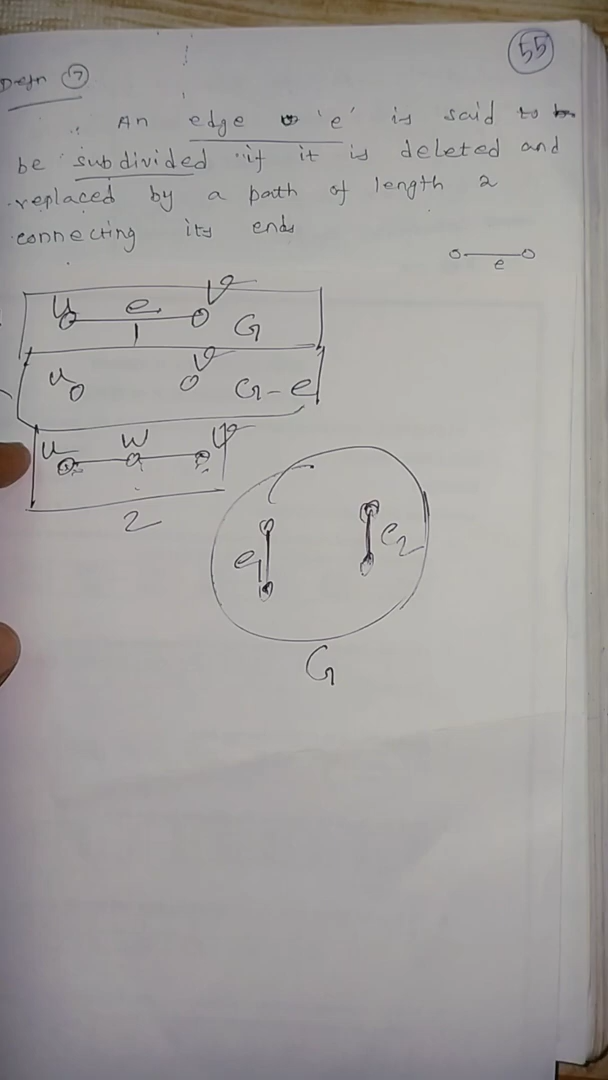 55
Defn 17
An edge 'e' is said to
be subdivided if it is deleted and
replaced by a path of length 2
connecting its ends
e
u e v
1 G
u v G-e
u w v
2
e1 e2
G